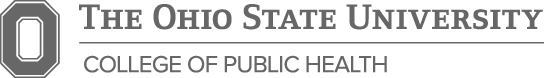 THE OHIO STATE UNIVERSITY
COLLEGE OF PUBLIC HEALTH